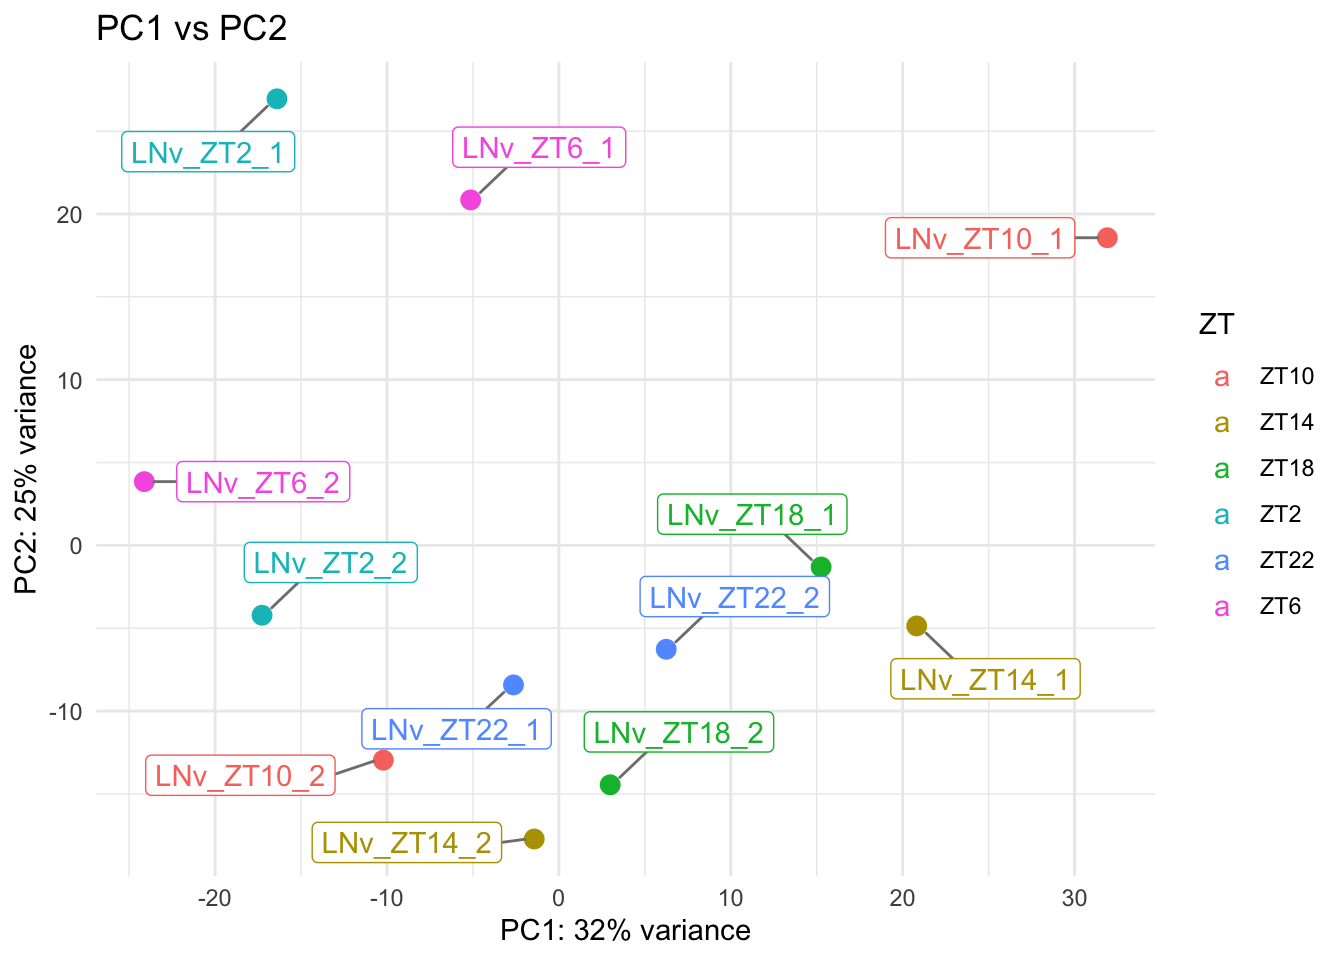 PC1 vs PC2
LNv_ZT2_1
LNv_ZT6_1
LNv_ZT10_1
LNv_ZT6_2
LNv_ZT18_1
LNv_ZT2_2
LNv_ZT22_2
LNv_ZT14_1
LNv_ZT22_1
LNv_ZT18_2
LNv_ZT10_2
LNv_ZT14_2
20
10
0
-10
PC2: 25% variance
-20 -10 0 10 20 30
PC1: 32% variance
ZT
a ZT10
a ZT14
a ZT18
a ZT2
a ZT22
a ZT6